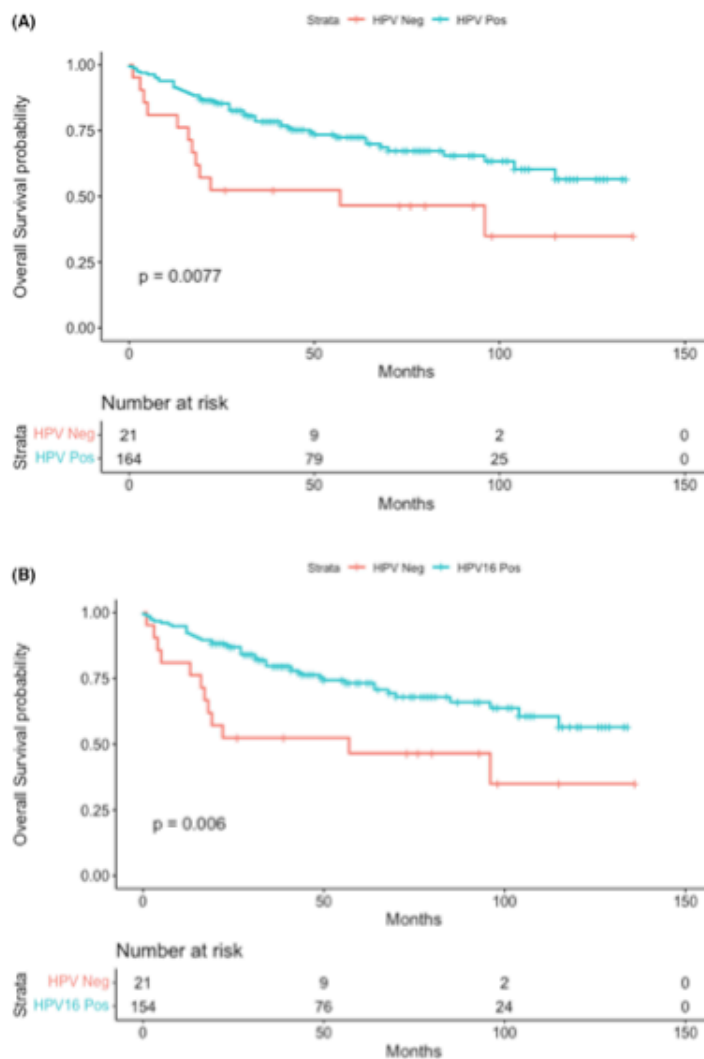 (A)
Strata HPV Neg HPV Pos
1.00
0.75
0.50
0.25
0.00
Overall Survival probability
p = 0.0077
0 50 100 150
Months
Number at risk
Strata
HPV Neg 21 9 2 0
HPV Pos 164 79 25 0
0 50 100 150
Months
(B)
Strata HPV Neg HPV16 Pos
1.00
0.75
0.50
0.25
0.00
Overall Survival probability
p = 0.006
0 50 100 150
Months
Number at risk
Strata
HPV Neg 21 9 2 0
HPV16 Pos 154 76 24 0
0 50 100 150
Months